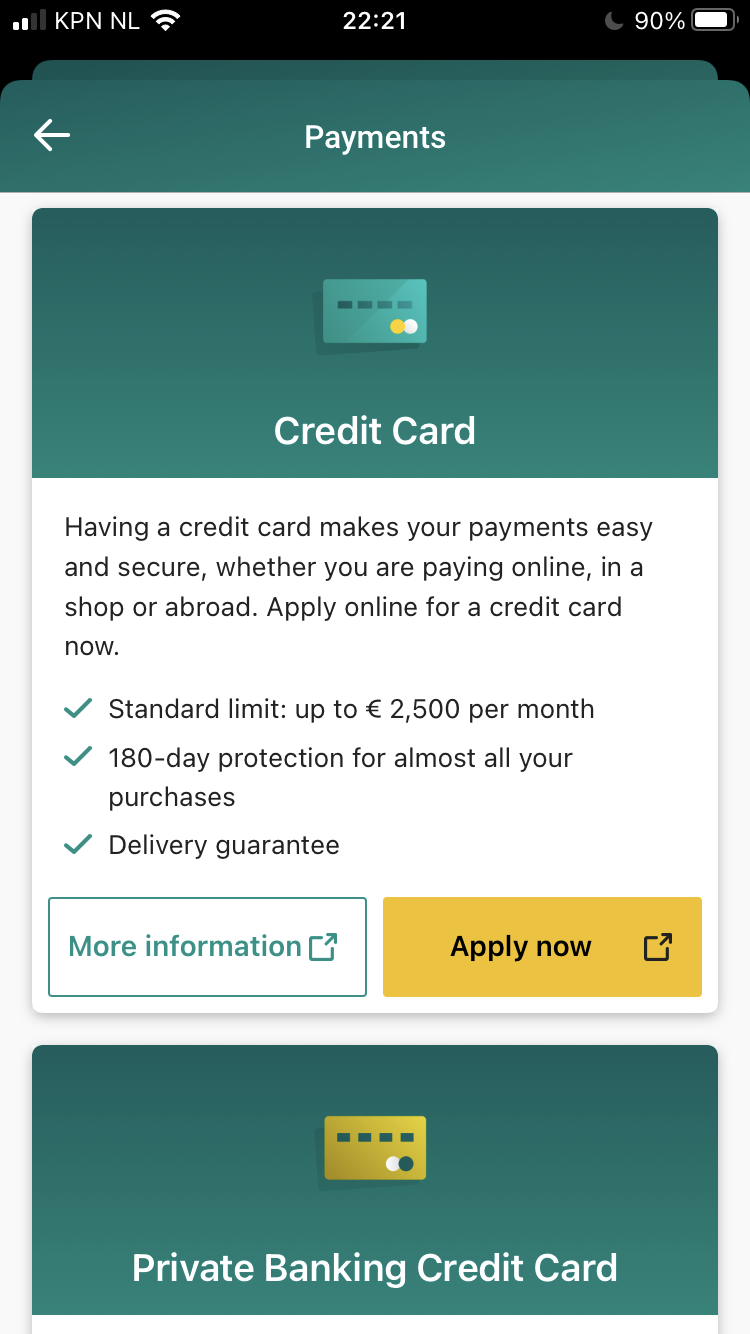 KPN NL 22:21 90%
Payments
Credit Card
Having a credit card makes your payments easy
and secure, whether you are paying online, in a
shop or abroad. Apply online for a credit card
now.
Standard limit: up to € 2,500 per month
180-day protection for almost all your
purchases
Delivery guarantee
More information
Apply now
Private Banking Credit Card